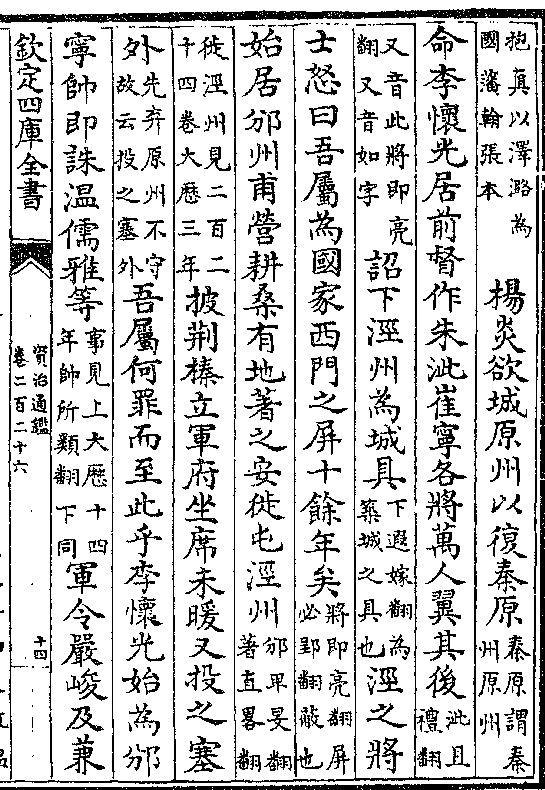 抱真以澤潞為國藩翰張本 楊炎欲城原州以復秦原秦原謂秦州原州
命李懷光居前督作朱泚崔寧各將萬人翼其後泚且禮翻
又音此將即亮翻又音如字 詔下涇州為城具下遐嫁翻為築城之具也 涇之將
士怒曰吾屬為國家西門之屏十餘年矣將即亮翻屏必郢翻蔽也
始居邠州甫營耕桑有地著之安徙屯涇州邠卑旻翻著直畧翻
徙涇州見二百二十四卷大厯三年 披荆榛立軍府坐席未暖又投之塞
外先弃原州不守故云投之塞外 吾屬何罪而至此乎李懷光始為邠
寧帥即誅温儒雅等事見上大厯十四年帥所類翻下同 軍令嚴峻及兼
欽定四庫全書
資治通鑑
卷二百二十六
十四